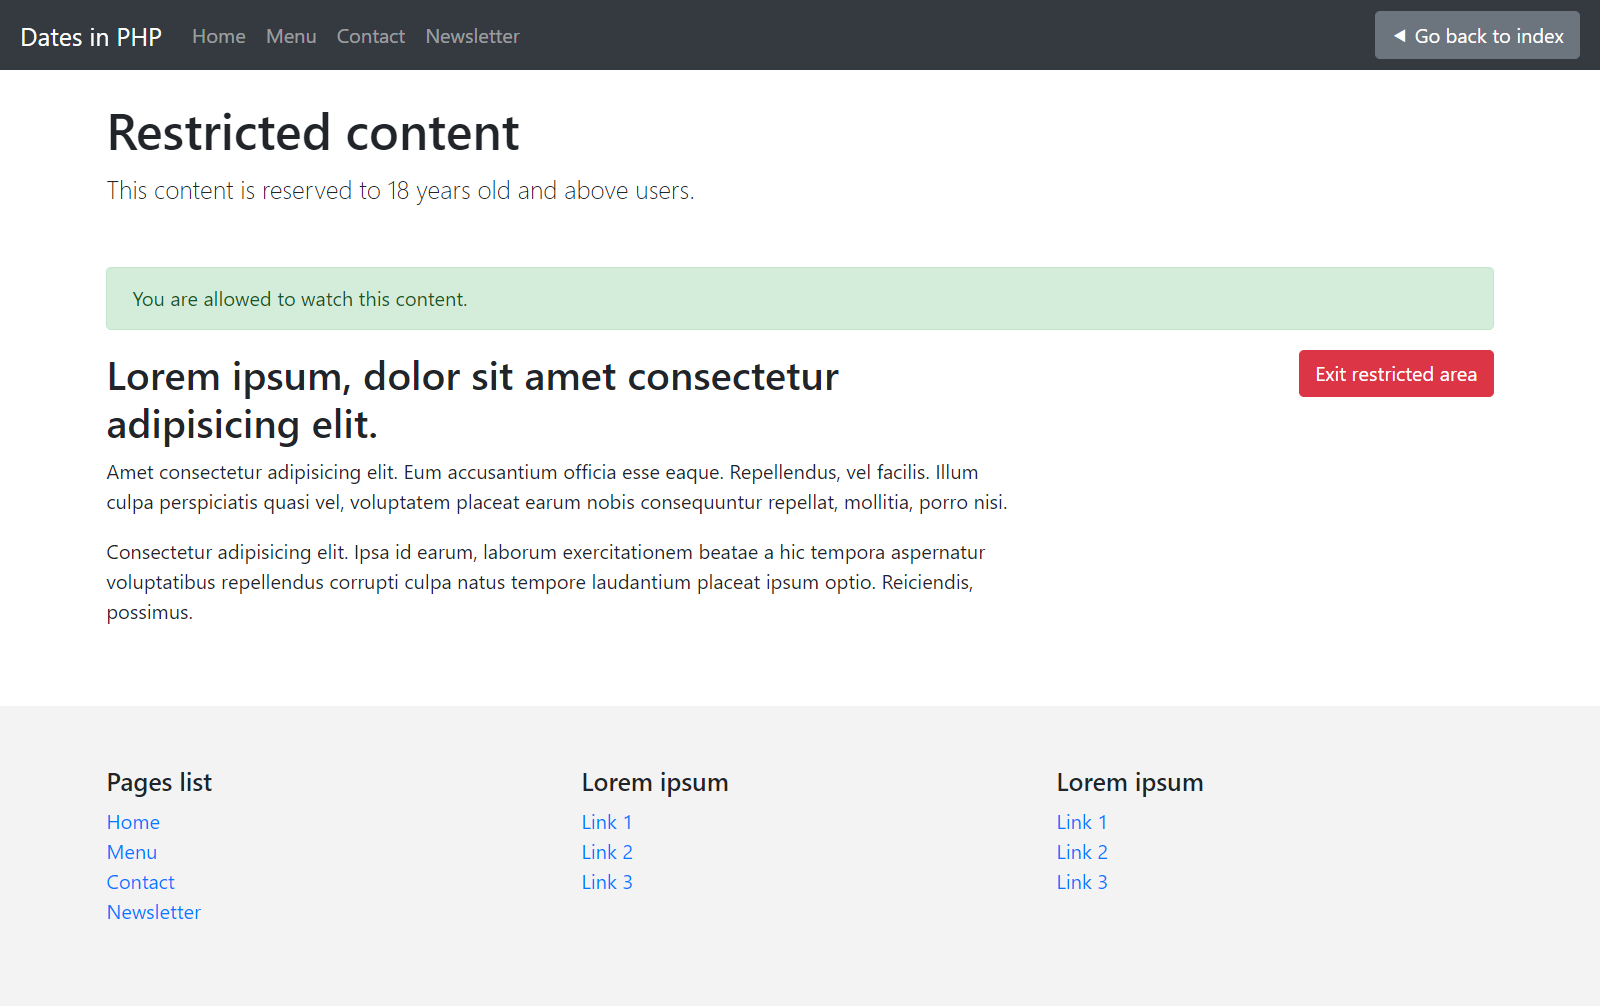 Dates in PHP Home Menu Contact Newsletter ◄ Go back to index
Restricted content
This content is reserved to 18 years old and above users.
You are allowed to watch this content.
Lorem ipsum, dolor sit amet consectetur
adipisicing elit.
Exit restricted area
Amet consectetur adipisicing elit. Eum accusantium officia esse eaque. Repellendus, vel facilis. Illum
culpa perspiciatis quasi vel, voluptatem placeat earum nobis consequuntur repellat, mollitia, porro nisi.
Consectetur adipisicing elit. Ipsa id earum, laborum exercitationem beatae a hic tempora aspernatur
voluptatibus repellendus corrupti culpa natus tempore laudantium placeat ipsum optio. Reiciendis,
possimus.
Pages list
Home
Menu
Contact
Newsletter
Lorem ipsum
Link 1
Link 2
Link 3
Lorem ipsum
Link 1
Link 2
Link 3